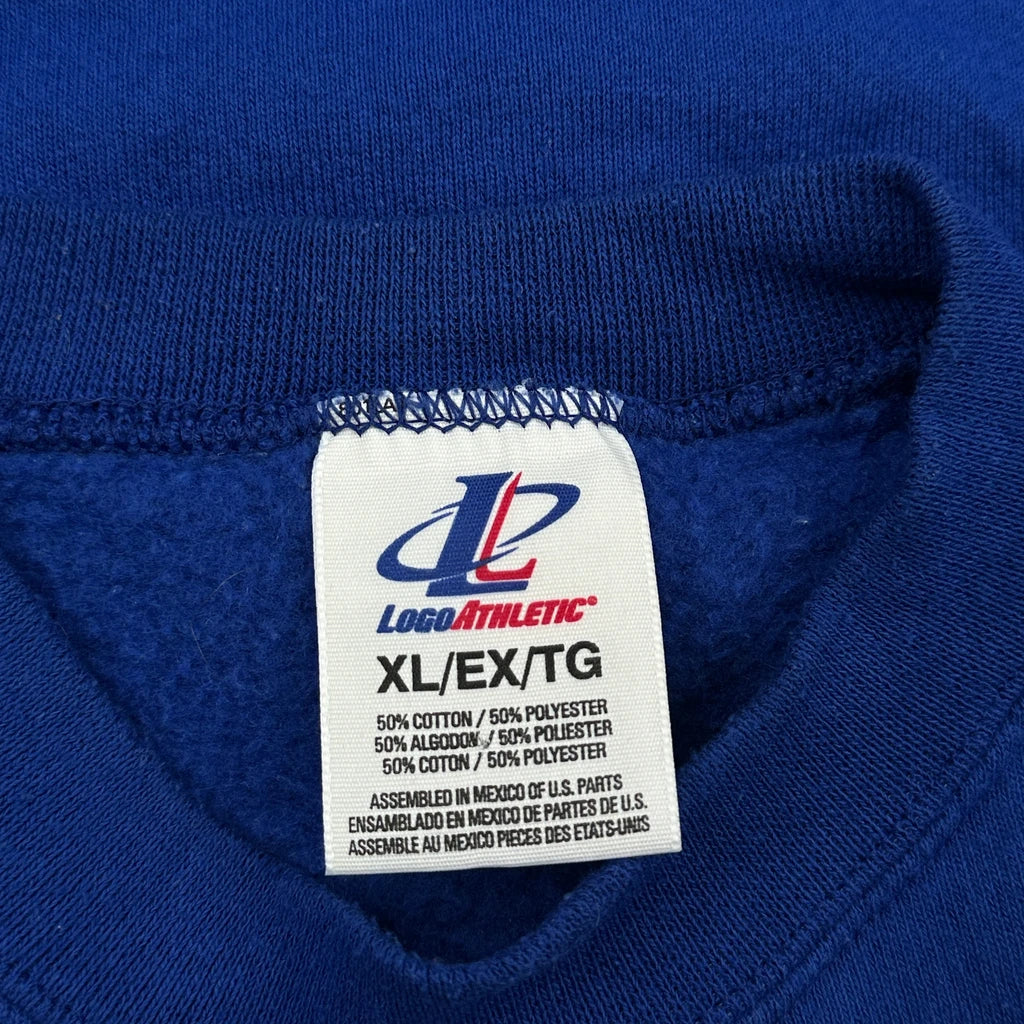 LOGOATHLETIC
XL/EX/TG
50% COTTON / 50% POLYESTER
50% ALGODON / 50% POLIESTER
50% COTON / 50% POLYESTER
ASSEMBLED IN MEXICO OF U.S. PARTS
ENSAMBLADO EN MEXICO DE PARTES DE U.S.
ASSEMBLE AU MEXICO PIECES DES ETATS-UNIS